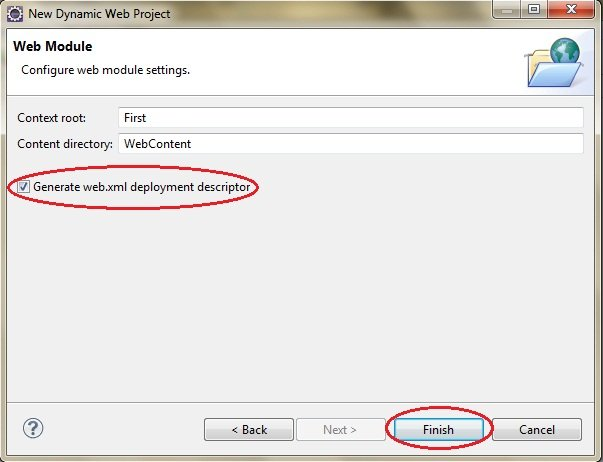 New Dynamic Web Project
Web Module
Configure web module settings.
Context root: First
Content directory: WebContent
Generate web.xml deployment descriptor
? < Back Next > Finish Cancel